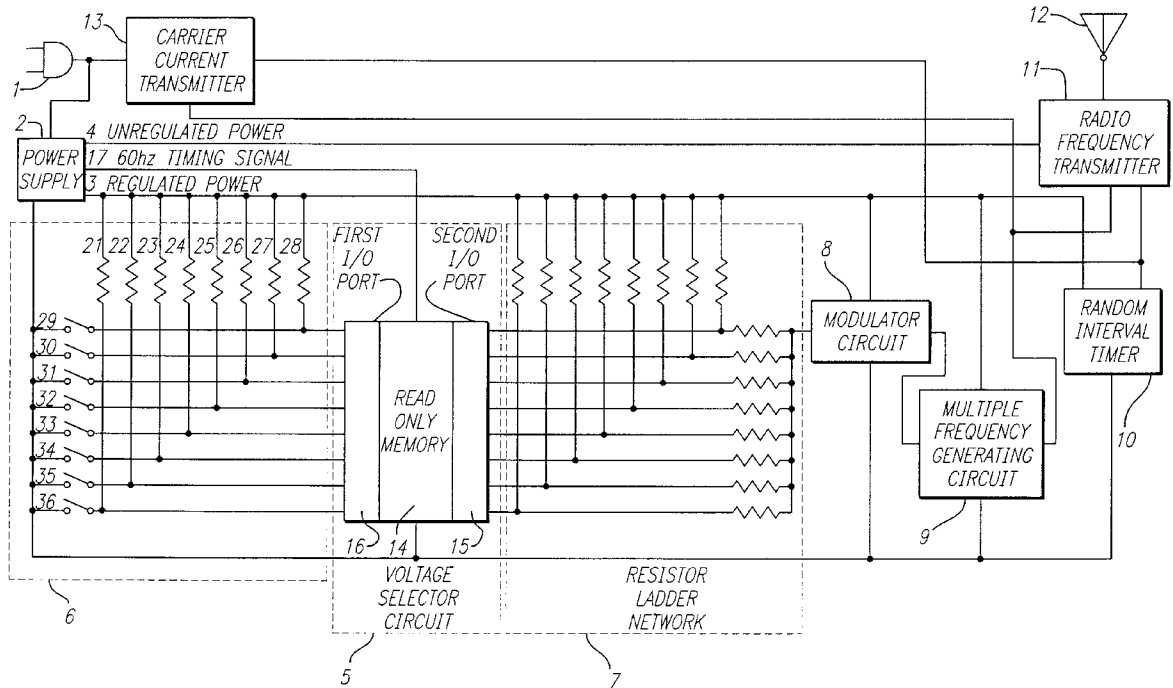 13
CARRIER
CURRENT
TRANSMITTER
1
12
11
RADIO
FREQUENCY
TRANSMITTER
2
POWER
SUPPLY
4 UNREGULATED POWER
17 60hz TIMING SIGNAL
3 REGULATED POWER
21
22
23
24
25
26
27
28
FIRST
I/O
PORT
SECOND
I/O
PORT
8
MODULATOR
CIRCUIT
RANDOM
INTERVAL
TIMER
10
29
30
31
32
33
34
35
36
READ
ONLY
MEMORY
MULTIPLE
FREQUENCY
GENERATING
CIRCUIT
9
16
14
15
VOLTAGE
SELECTOR
CIRCUIT
RESISTOR
LADDER
NETWORK
6
5
7